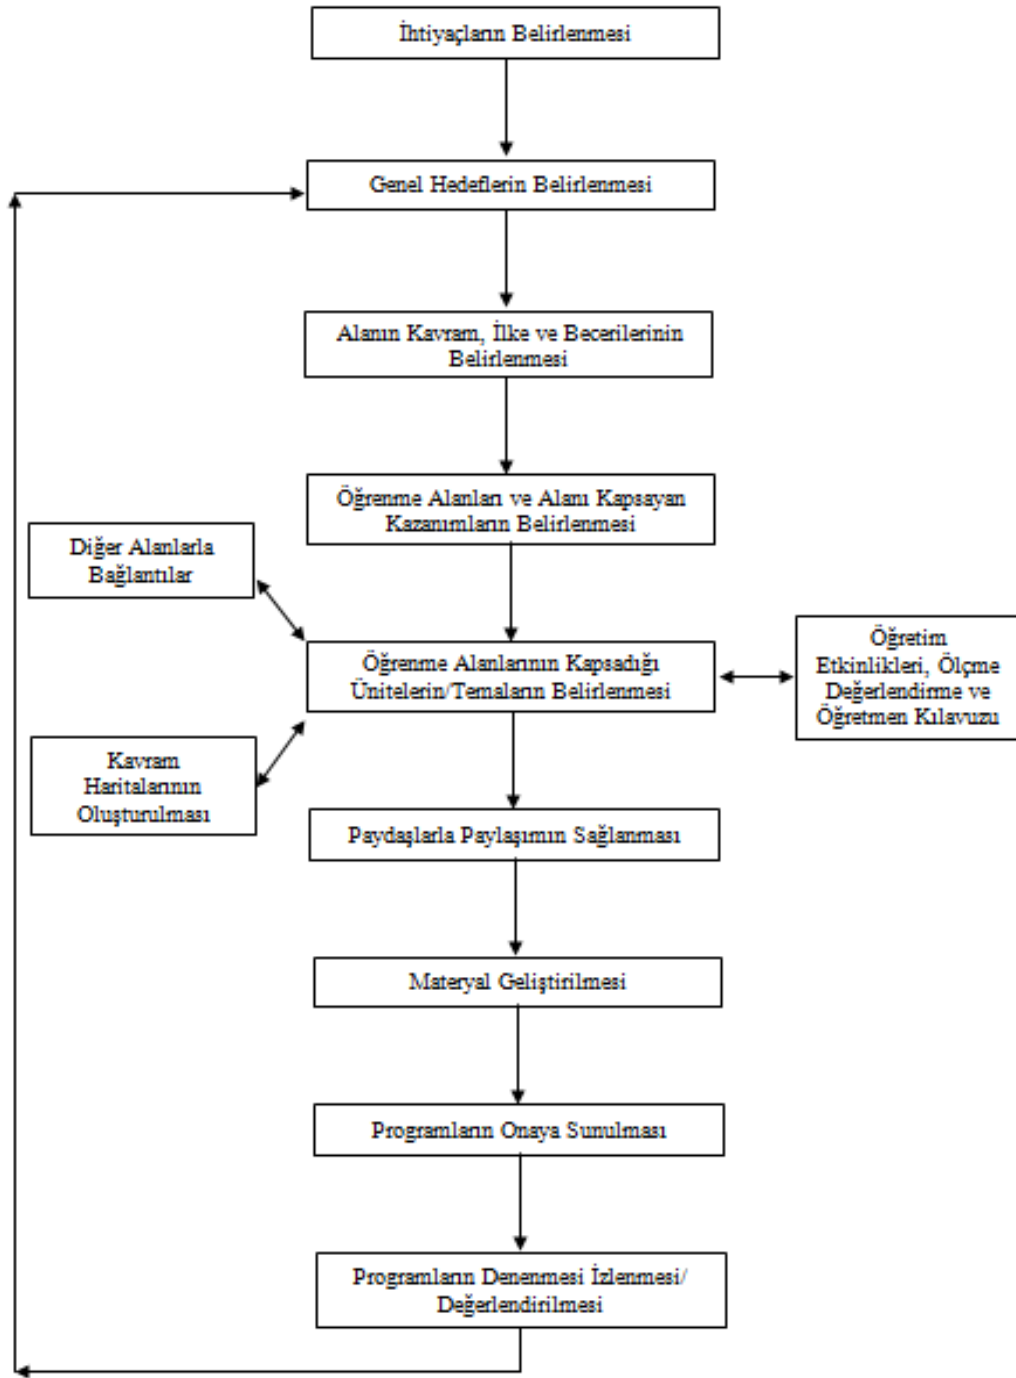 İhtiyaçların Belirlenmesi
Genel Hedeflerin Belirlenmesi
Alanın Kavram, İlke ve Becerilerinin
Belirlenmesi
Öğrenme Alanları ve Alanı Kapsayan
Kazanımların Belirlenmesi
Diğer Alanlarla
Bağlantılar
Öğrenme Alanlarının Kapsadığı
Ünitelerin/Temaların Belirlenmesi
Öğretim
Etkinlikleri, Ölçme
Değerlendirme ve
Öğretmen Kılavuzu
Kavram
Haritalarının
Oluşturulması
Paydaşlarla Paylaşımın Sağlanması
Materyal Geliştirilmesi
Programların Onaya Sunulması
Programların Denenmesi İzlenmesi/
Değerlendirilmesi